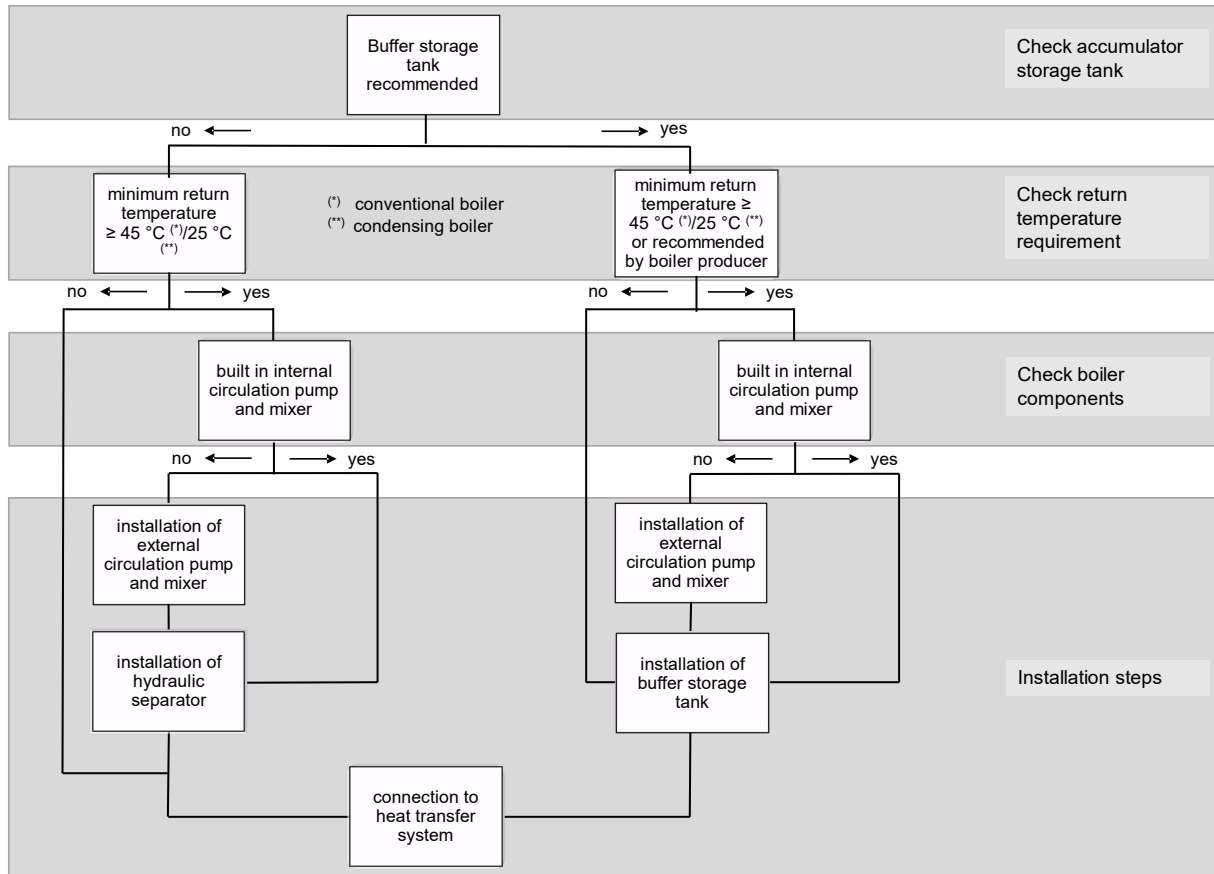 Buffer storage
tank
recommended
Check accumulator
storage tank
no
yes
minimum return
temperature
≥ 45 °C (*)/25 °C
(**)
(*) conventional boiler
(**) condensing boiler
minimum return
temperature ≥
45 °C (*)/25 °C (**)
or recommended
by boiler producer
Check return
temperature
requirement
no
yes
no
yes
built in internal
circulation pump
and mixer
built in internal
circulation pump
and mixer
Check boiler
components
no
yes
no
yes
installation of
external
circulation pump
and mixer
installation of
external
circulation pump
and mixer
installation of
hydraulic
separator
installation of
buffer storage
tank
Installation steps
connection to
heat transfer
system